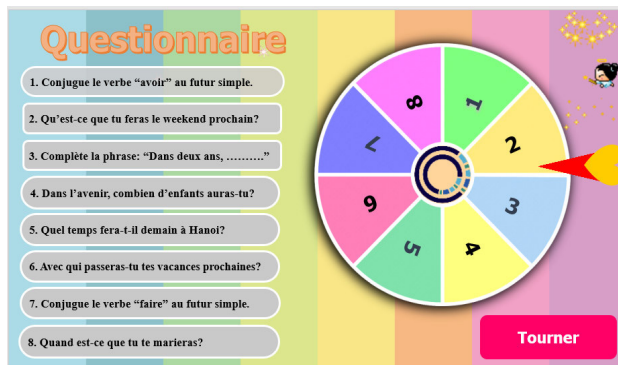 Questionnaire
1. Conjugue le verbe “avoir” au futur simple.
2. Qu’est-ce que tu feras le weekend prochain?
3. Complète la phrase: “Dans deux ans, ……….”
4. Dans l’avenir, combien d’enfants auras-tu?
5. Quel temps fera-t-il demain à Hanoi?
6. Avec qui passeras-tu tes vacances prochaines?
7. Conjugue le verbe “faire” au futur simple.
8. Quand est-ce que tu te marieras?
1
2
3
4
5
6
7
8
Tourner